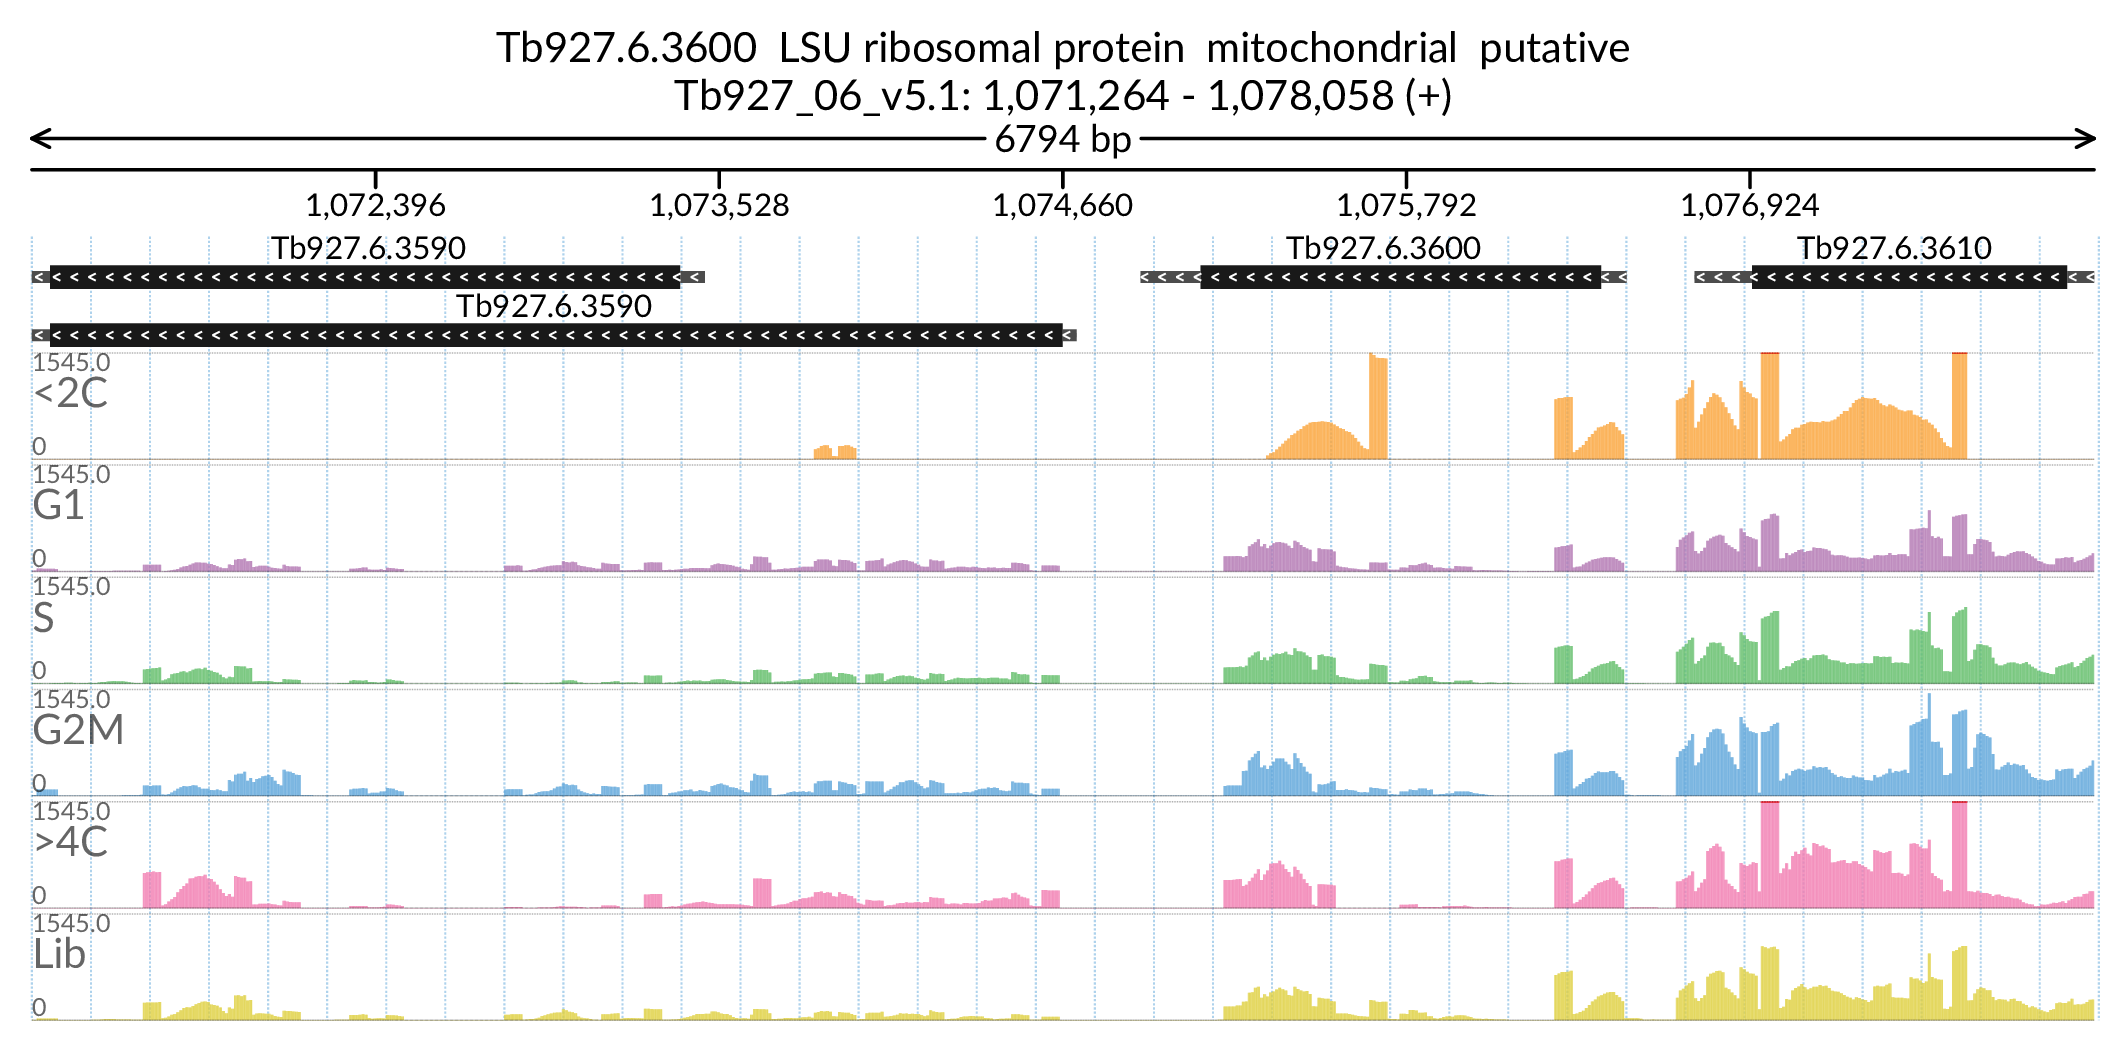 Tb927.6.3600 LSU ribosomal protein mitochondrial putative
Tb927_06_v5.1: 1,071,264 - 1,078,058 (+)
6794 bp
1,072,396 1,073,528 1,074,660 1,075,792 1,076,924
Tb927.6.3590 Tb927.6.3600 Tb927.6.3610
Tb927.6.3590
1545.0
<2C
0
1545.0
G1
0
1545.0
S
0
1545.0
G2M
0
1545.0
>4C
0
1545.0
Lib
0